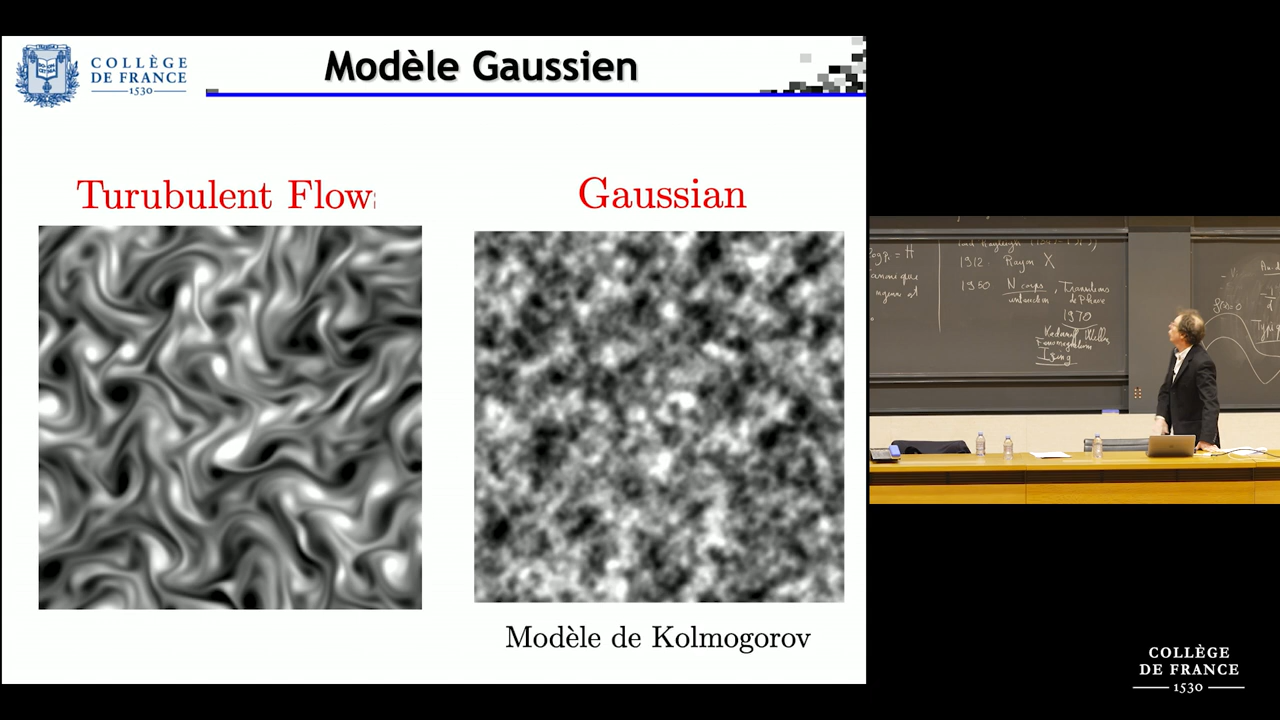 COLLÈGE
DE FRANCE
1530
Modèle Gaussien
Turubulent Flow
Gaussian
Modèle de Kolmogorov
1912 Rayon X
1950 N corps, Transitions
interaction de Phase
1970
Ising
COLLÈGE
DE FRANCE
1530